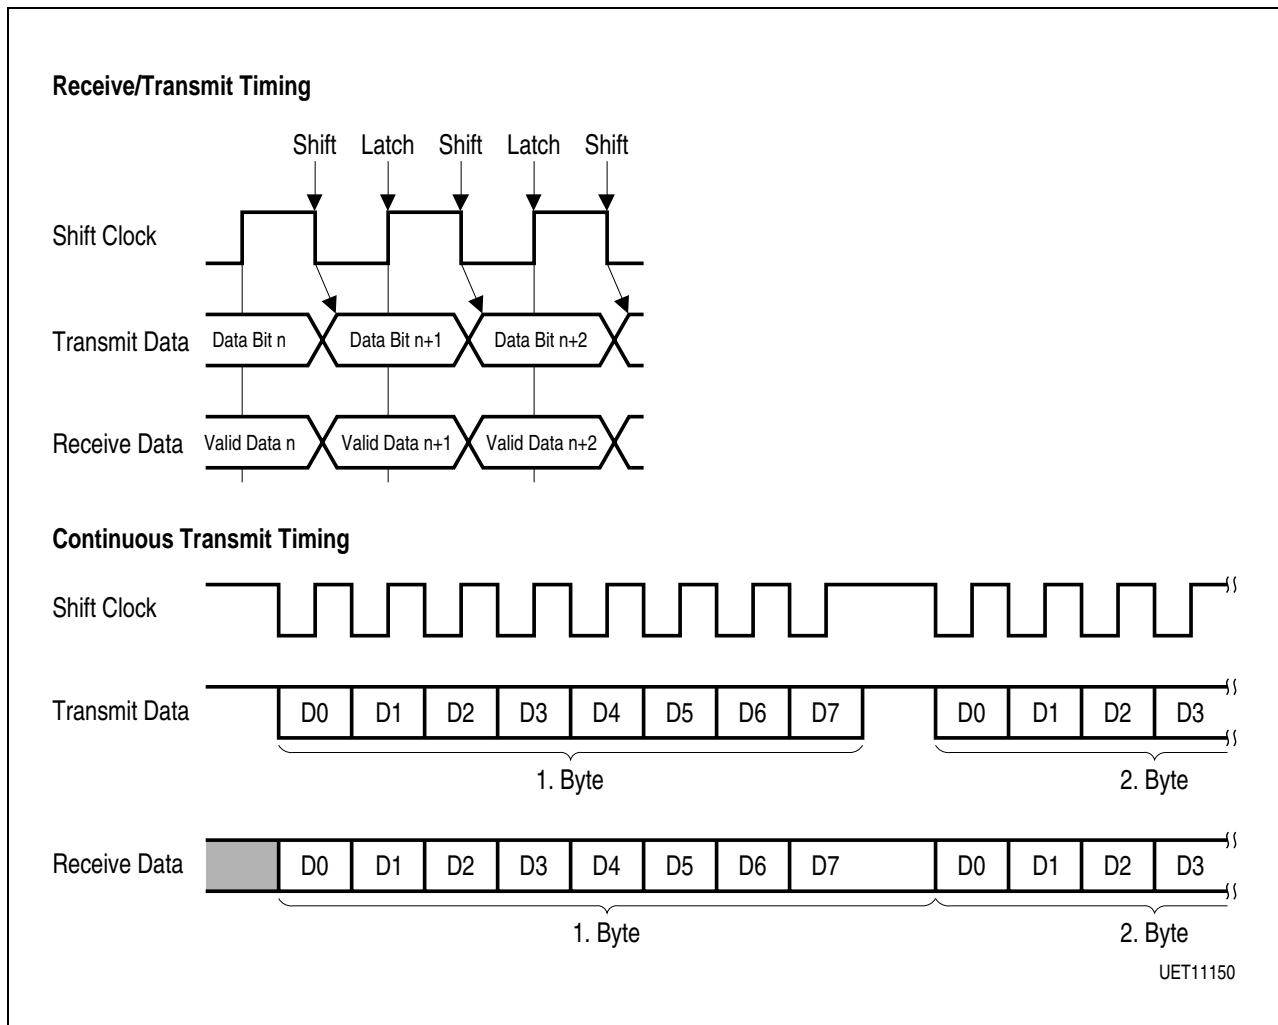 Receive/Transmit Timing
Shift Latch Shift Latch Shift
Shift Clock
Transmit Data Data Bit n Data Bit n+1 Data Bit n+2
Receive Data Valid Data n Valid Data n+1 Valid Data n+2
Continuous Transmit Timing
Shift Clock
Transmit Data D0 D1 D2 D3 D4 D5 D6 D7 D0 D1 D2 D3
1. Byte 2. Byte
Receive Data D0 D1 D2 D3 D4 D5 D6 D7 D0 D1 D2 D3
1. Byte 2. Byte
UET11150